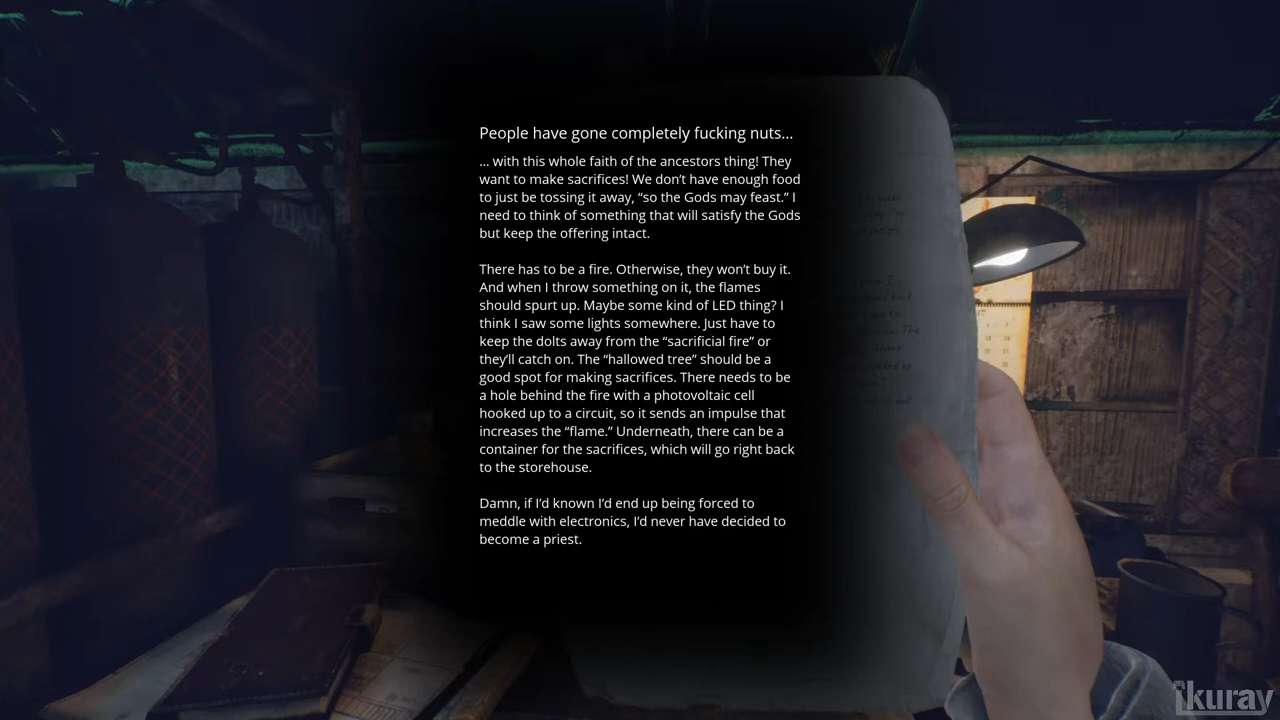 People have gone completely fucking nuts...
... with this whole faith of the ancestors thing! They
want to make sacrifices! We don’t have enough food
to just be tossing it away, “so the Gods may feast.” I
need to think of something that will satisfy the Gods
but keep the offering intact.
There has to be a fire. Otherwise, they won’t buy it.
And when I throw something on it, the flames
should spurt up. Maybe some kind of LED thing? I
think I saw some lights somewhere. Just have to
keep the dolts away from the “sacrificial fire” or
they’ll catch on. The “hallowed tree” should be a
good spot for making sacrifices. There needs to be
a hole behind the fire with a photovoltaic cell
hooked up to a circuit, so it sends an impulse that
increases the “flame.” Underneath, there can be a
container for the sacrifices, which will go right back
to the storehouse.
Damn, if I’d known I’d end up being forced to
meddle with electronics, I’d never have decided to
become a priest.
ikuray